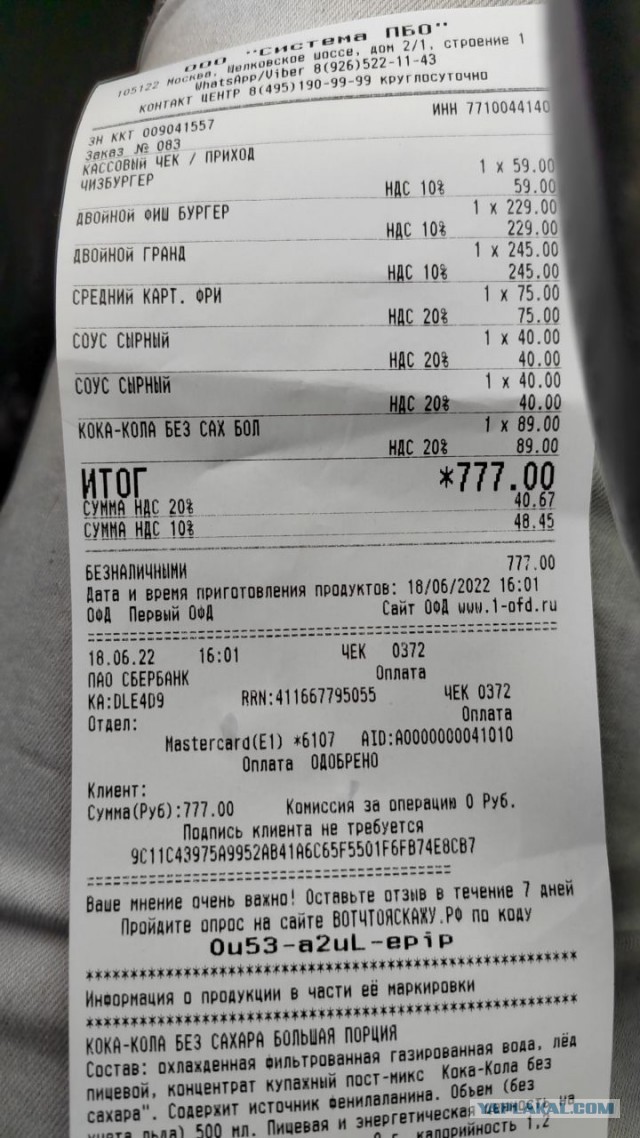 ООО "Система ПБО"
105122 Москва, Щелковское шоссе, дом 2/1, строение 1
WhatsApp/Viber 8(926)522-11-43
КОНТАКТ ЦЕНТР 8(495)190-99-99 КРУГЛОСУТОЧНО
ЗН ККТ 009041557 ИНН 7710044140
Заказ № 083
КАССОВЫЙ ЧЕК / ПРИХОД
ЧИЗБУРГЕР 1 x 59.00
НДС 10% 59.00
ДВОЙНОЙ ФИШ БУРГЕР 1 x 229.00
НДС 10% 229.00
ДВОЙНОЙ ГРАНД 1 x 245.00
НДС 10% 245.00
СРЕДНИЙ КАРТ. ФРИ 1 x 75.00
НДС 20% 75.00
СОУС СЫРНЫЙ 1 x 40.00
НДС 20% 40.00
СОУС СЫРНЫЙ 1 x 40.00
НДС 20% 40.00
КОКА-КОЛА БЕЗ САХ БОЛ 1 x 89.00
НДС 20% 89.00
ИТОГ *777.00
СУММА НДС 20% 40.67
СУММА НДС 10% 48.45
БЕЗНАЛИЧНЫМИ 777.00
Дата и время приготовления продуктов: 18/06/2022 16:01
ОФД Первый ОФД Сайт ОФД www.1-ofd.ru
18.06.22 16:01 ЧЕК 0372
ПАО СБЕРБАНК Оплата
КА:DLE4D9 RRN:411667795055 ЧЕК 0372
Отдел: Оплата
Mastercard(E1) *6107 AID:A0000000041010
Оплата ОДОБРЕНО
Клиент:
Сумма(Руб):777.00 Комиссия за операцию 0 Руб.
Подпись клиента не требуется
9C11C43975A9952AB41A6C65F5501F6FB74E8CB7
Ваше мнение очень важно! Оставьте отзыв в течение 7 дней
Пройдите опрос на сайте ВОТЧТОЯСКАЖУ.РФ по коду
Ou53-a2uL-epip
Информация о продукции в части её маркировки
КОКА-КОЛА БЕЗ САХАРА БОЛЬШАЯ ПОРЦИЯ
Состав: охлажденная фильтрованная газированная вода, лёд
пищевой, концентрат купажный пост-микс Кока-Кола без
сахара". Содержит источник фенилаланина. Объем (без
учета льда) 500 мл. Пищевая и энергетическая ценность на
калорийность 1,2
YAPLAKAL.COM